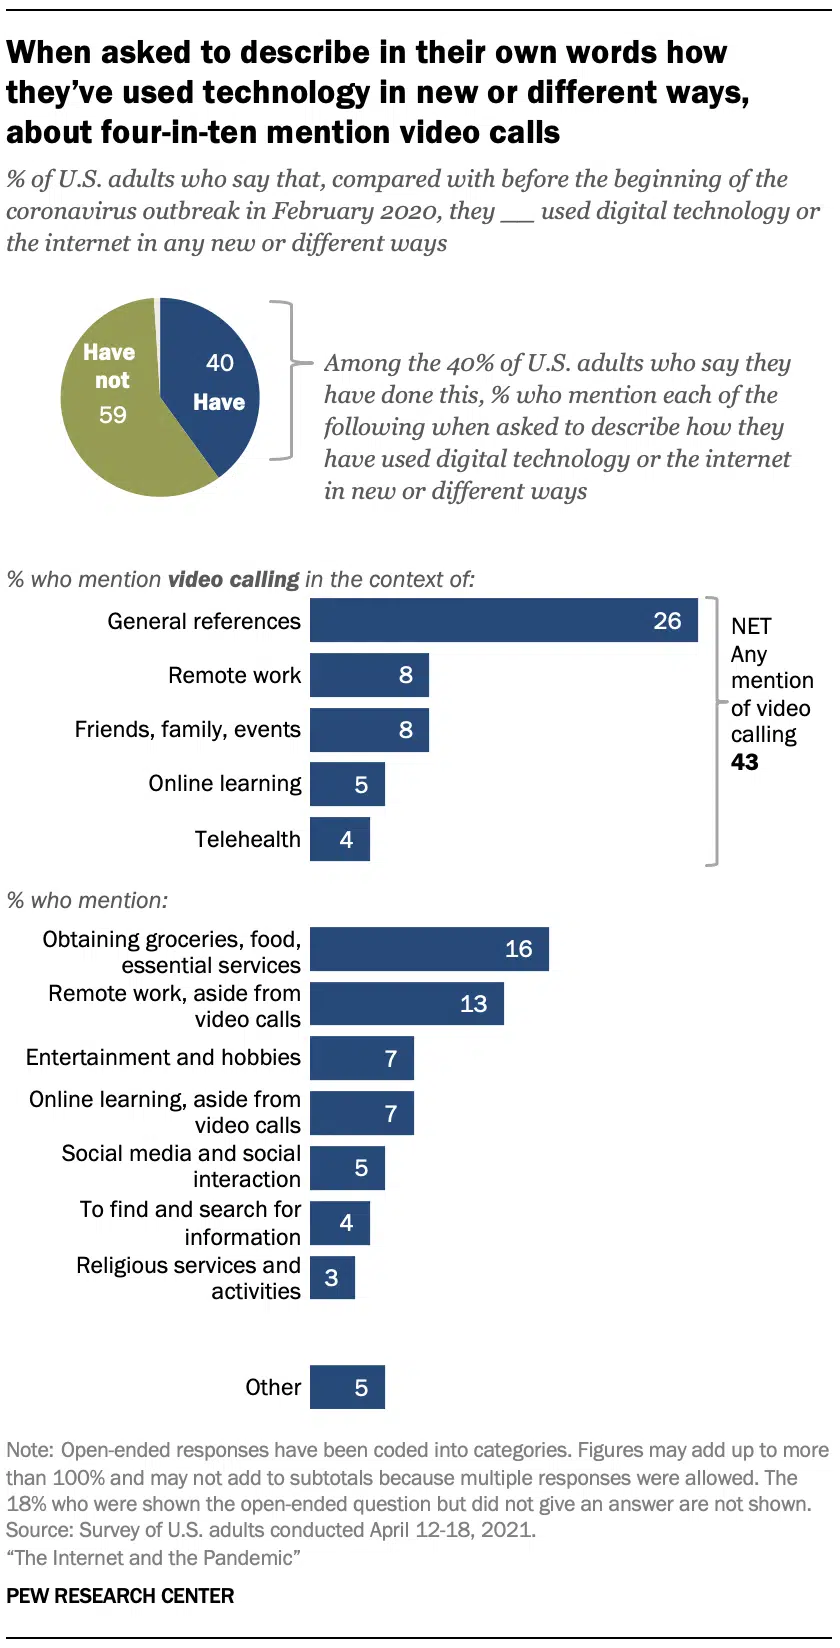 When asked to describe in their own words how
they’ve used technology in new or different ways,
about four-in-ten mention video calls
% of U.S. adults who say that, compared with before the beginning of the
coronavirus outbreak in February 2020, they __ used digital technology or
the internet in any new or different ways
Have
not
59
40
Have
Among the 40% of U.S. adults who say they
have done this, % who mention each of the
following when asked to describe how they
have used digital technology or the internet
in new or different ways
% who mention video calling in the context of:
General references 26
Remote work 8
Friends, family, events 8
Online learning 5
Telehealth 4
NET
Any
mention
of video
calling
43
% who mention:
Obtaining groceries, food,
essential services 16
Remote work, aside from
video calls 13
Entertainment and hobbies 7
Online learning, aside from
video calls 7
Social media and social
interaction 5
To find and search for
information 4
Religious services and
activities 3
Other 5
Note: Open-ended responses have been coded into categories. Figures may add up to more
than 100% and may not add to subtotals because multiple responses were allowed. The
18% who were shown the open-ended question but did not give an answer are not shown.
Source: Survey of U.S. adults conducted April 12-18, 2021.
“The Internet and the Pandemic”
PEW RESEARCH CENTER